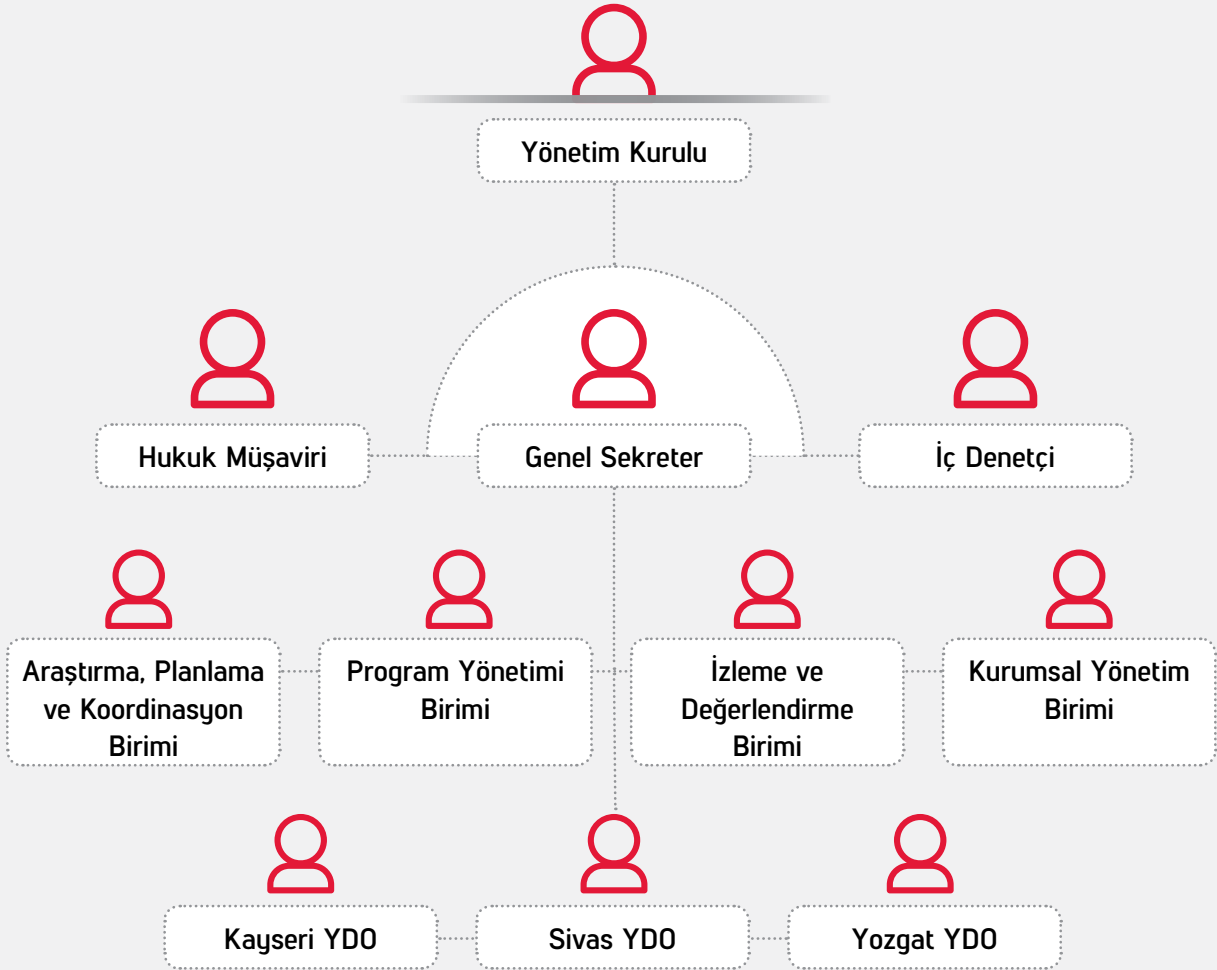 Yönetim Kurulu
Hukuk Müşaviri
Genel Sekreter
İç Denetçi
Araştırma, Planlama
ve Koordinasyon
Birimi
Program Yönetimi
Birimi
İzleme ve
Değerlendirme
Birimi
Kurumsal Yönetim
Birimi
Kayseri YDO
Sivas YDO
Yozgat YDO